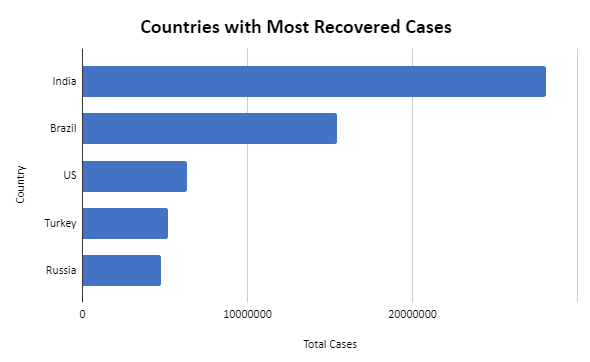 Countries with Most Recovered Cases
Country
India
Brazil
US
Turkey
Russia
0
10000000
20000000
Total Cases